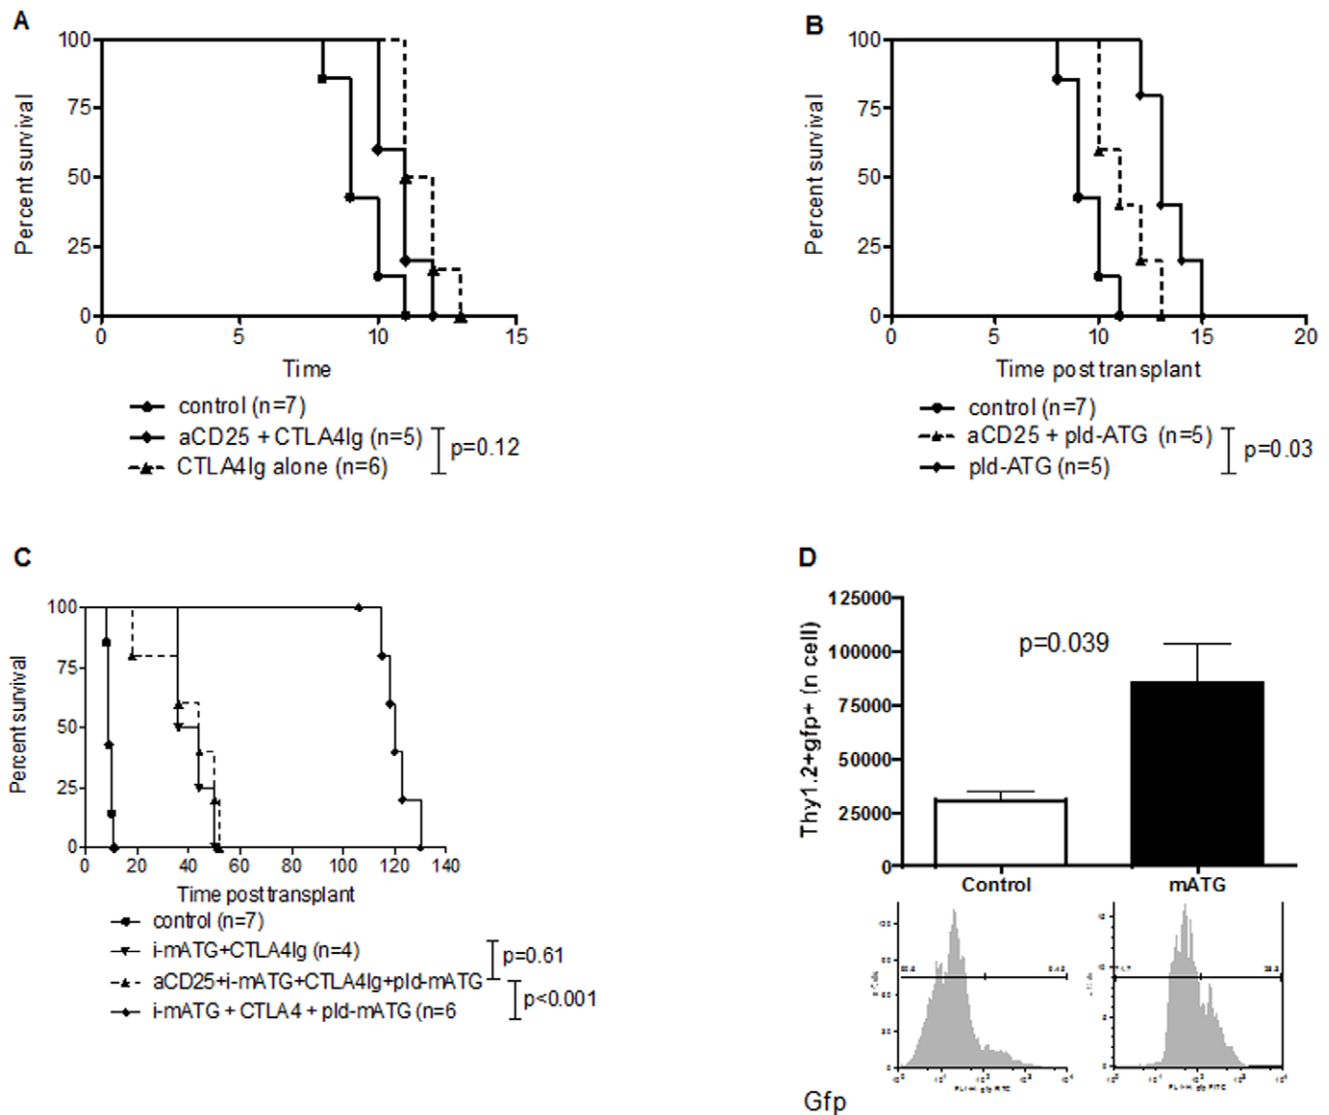 A
Percent survival
100
75
50
25
0
0 5 10 15
Time
control (n=7)
aCD25 + CTLA4Ig (n=5)
CTLA4Ig alone (n=6)
p=0.12
B
Percent survival
100
75
50
25
0
0 5 10 15 20
Time post transplant
control (n=7)
aCD25 + pld-ATG (n=5)
pld-ATG (n=5)
p=0.03
C
Percent survival
100
75
50
25
0
0 20 40 60 80 100 120 140
Time post transplant
control (n=7)
i-mATG+CTLA4Ig (n=4)
aCD25+i-mATG+CTLA4Ig+pld-mATG
i-mATG + CTLA4 + pld-mATG (n=6
p=0.61
p<0.001
D
Thy1.2+gfp+ (n cell)
125000
100000
75000
50000
25000
0
p=0.039
Control mATG
Gfp